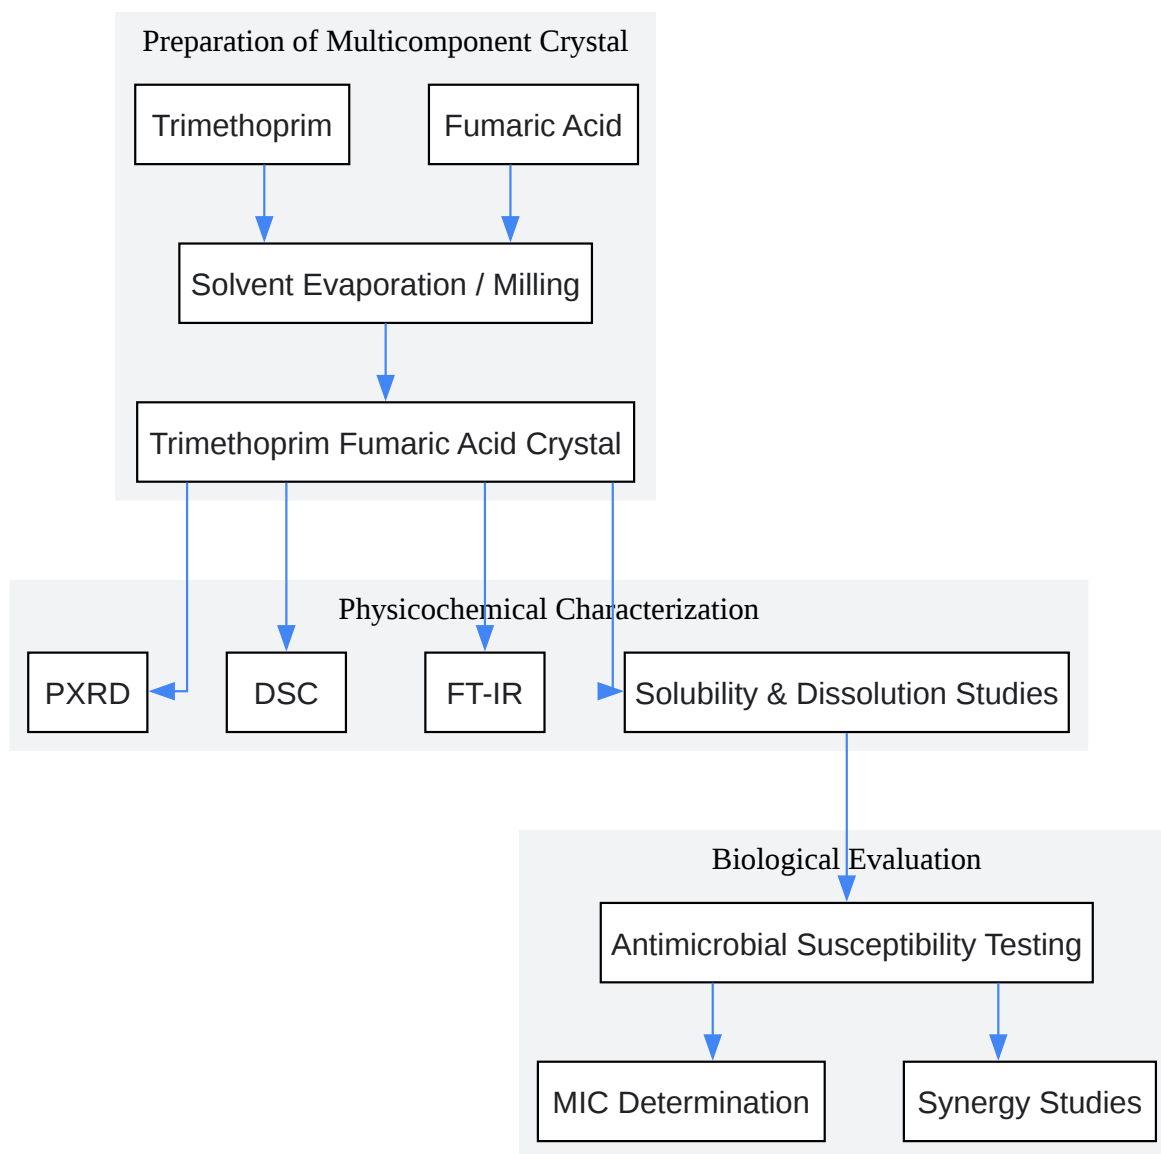 Preparation of Multicomponent Crystal
Trimethoprim
Fumaric Acid
Solvent Evaporation / Milling
Trimethoprim Fumaric Acid Crystal
Physicochemical Characterization
PXRD
DSC
FT-IR
Solubility & Dissolution Studies
Biological Evaluation
Antimicrobial Susceptibility Testing
MIC Determination
Synergy Studies